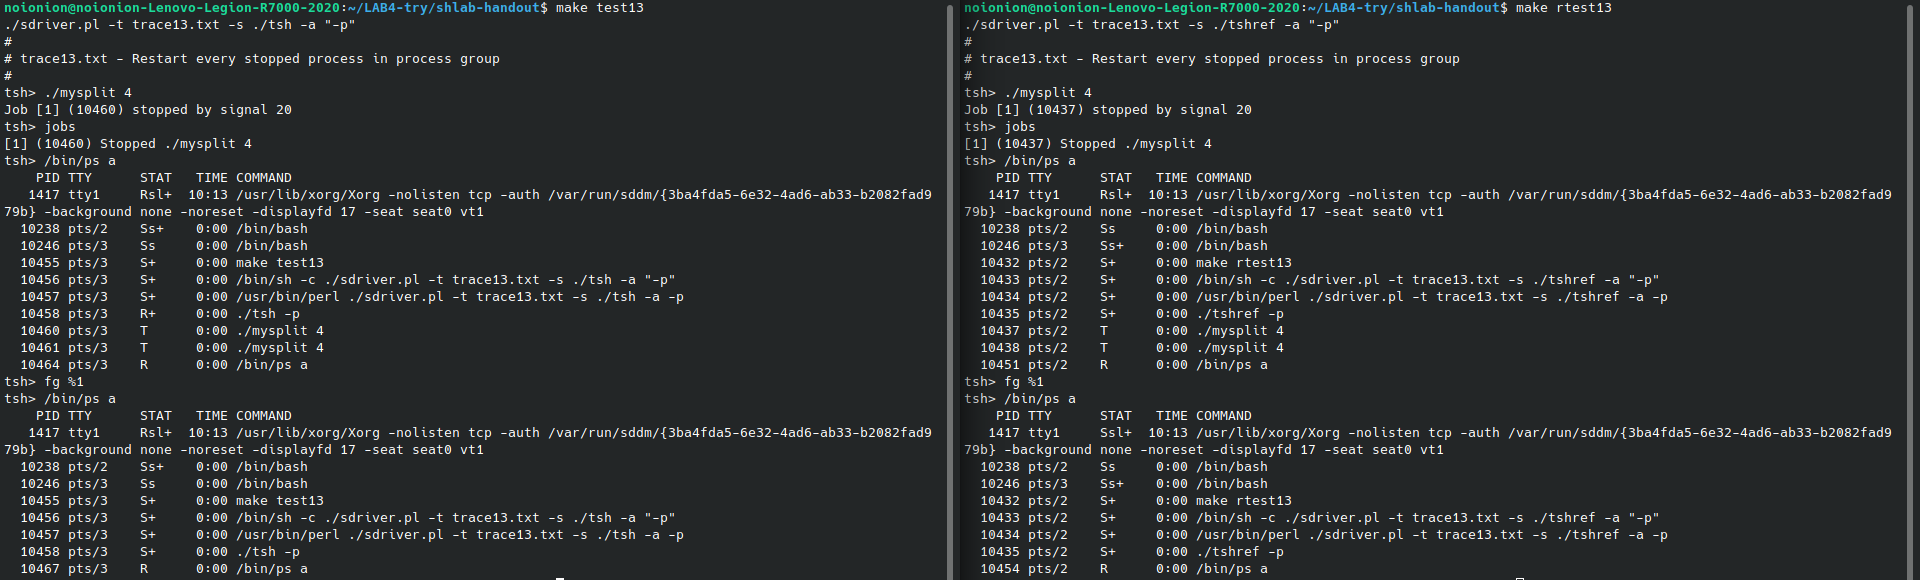 noionion@noionion-Lenovo-Legion-R7000-2020:~/LAB4-try/shlab-handout$ make test13
./sdriver.pl -t trace13.txt -s ./tsh -a "-p"
#
# trace13.txt - Restart every stopped process in process group
#
tsh> ./mysplit 4
Job [1] (10460) stopped by signal 20
tsh> jobs
[1] (10460) Stopped ./mysplit 4
tsh> /bin/ps a
    PID TTY      STAT   TIME COMMAND
   1417 tty1     Rsl+  10:13 /usr/lib/xorg/Xorg -nolisten tcp -auth /var/run/sddm/{3ba4fda5-6e32-4ad6-ab33-b2082fad9
79b} -background none -noreset -displayfd 17 -seat seat0 vt1
  10238 pts/2    Ss+    0:00 /bin/bash
  10246 pts/3    Ss     0:00 /bin/bash
  10455 pts/3    S+     0:00 make test13
  10456 pts/3    S+     0:00 /bin/sh -c ./sdriver.pl -t trace13.txt -s ./tsh -a "-p"
  10457 pts/3    S+     0:00 /usr/bin/perl ./sdriver.pl -t trace13.txt -s ./tsh -a -p
  10458 pts/3    R+     0:00 ./tsh -p
  10460 pts/3    T      0:00 ./mysplit 4
  10461 pts/3    T      0:00 ./mysplit 4
  10464 pts/3    R      0:00 /bin/ps a
tsh> fg %1
tsh> /bin/ps a
    PID TTY      STAT   TIME COMMAND
   1417 tty1     Rsl+  10:13 /usr/lib/xorg/Xorg -nolisten tcp -auth /var/run/sddm/{3ba4fda5-6e32-4ad6-ab33-b2082fad9
79b} -background none -noreset -displayfd 17 -seat seat0 vt1
  10238 pts/2    Ss+    0:00 /bin/bash
  10246 pts/3    Ss     0:00 /bin/bash
  10455 pts/3    S+     0:00 make test13
  10456 pts/3    S+     0:00 /bin/sh -c ./sdriver.pl -t trace13.txt -s ./tsh -a "-p"
  10457 pts/3    S+     0:00 /usr/bin/perl ./sdriver.pl -t trace13.txt -s ./tsh -a -p
  10458 pts/3    S+     0:00 ./tsh -p
  10467 pts/3    R      0:00 /bin/ps a
noionion@noionion-Lenovo-Legion-R7000-2020:~/LAB4-try/shlab-handout$ make rtest13
./sdriver.pl -t trace13.txt -s ./tshref -a "-p"
#
# trace13.txt - Restart every stopped process in process group
#
tsh> ./mysplit 4
Job [1] (10437) stopped by signal 20
tsh> jobs
[1] (10437) Stopped ./mysplit 4
tsh> /bin/ps a
    PID TTY      STAT   TIME COMMAND
   1417 tty1     Rsl+  10:13 /usr/lib/xorg/Xorg -nolisten tcp -auth /var/run/sddm/{3ba4fda5-6e32-4ad6-ab33-b2082fad9
79b} -background none -noreset -displayfd 17 -seat seat0 vt1
  10238 pts/2    Ss     0:00 /bin/bash
  10246 pts/3    Ss+    0:00 /bin/bash
  10432 pts/2    S+     0:00 make rtest13
  10433 pts/2    S+     0:00 /bin/sh -c ./sdriver.pl -t trace13.txt -s ./tshref -a "-p"
  10434 pts/2    S+     0:00 /usr/bin/perl ./sdriver.pl -t trace13.txt -s ./tshref -a -p
  10435 pts/2    S+     0:00 ./tshref -p
  10437 pts/2    T      0:00 ./mysplit 4
  10438 pts/2    T      0:00 ./mysplit 4
  10451 pts/2    R      0:00 /bin/ps a
tsh> fg %1
tsh> /bin/ps a
    PID TTY      STAT   TIME COMMAND
   1417 tty1     Ssl+  10:13 /usr/lib/xorg/Xorg -nolisten tcp -auth /var/run/sddm/{3ba4fda5-6e32-4ad6-ab33-b2082fad9
79b} -background none -noreset -displayfd 17 -seat seat0 vt1
  10238 pts/2    Ss     0:00 /bin/bash
  10246 pts/3    Ss+    0:00 /bin/bash
  10432 pts/2    S+     0:00 make rtest13
  10433 pts/2    S+     0:00 /bin/sh -c ./sdriver.pl -t trace13.txt -s ./tshref -a "-p"
  10434 pts/2    S+     0:00 /usr/bin/perl ./sdriver.pl -t trace13.txt -s ./tshref -a -p
  10435 pts/2    S+     0:00 ./tshref -p
  10454 pts/2    R      0:00 /bin/ps a